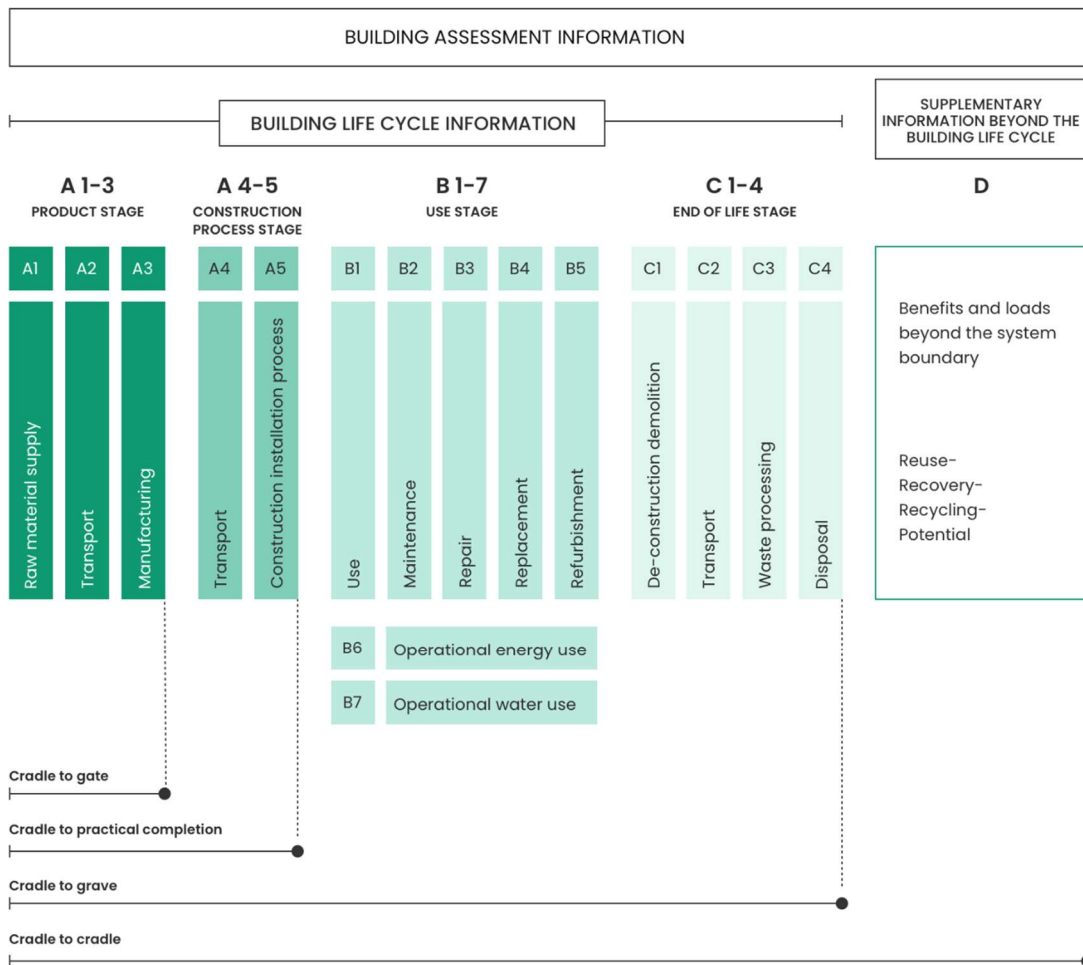 BUILDING ASSESSMENT INFORMATION
BUILDING LIFE CYCLE INFORMATION
SUPPLEMENTARY
INFORMATION BEYOND THE
BUILDING LIFE CYCLE
A 1-3
PRODUCT STAGE
A 4-5
CONSTRUCTION
PROCESS STAGE
B 1-7
USE STAGE
C 1-4
END OF LIFE STAGE
D
A1
A2
A3
A4
A5
B1
B2
B3
B4
B5
C1
C2
C3
C4
Raw material supply
Transport
Manufacturing
Transport
Construction installation process
Use
Maintenance
Repair
Replacement
Refurbishment
De-construction demolition
Transport
Waste processing
Disposal
Benefits and loads
beyond the system
boundary
Reuse-
Recovery-
Recycling-
Potential
B6
Operational energy use
B7
Operational water use
Cradle to gate
Cradle to practical completion
Cradle to grave
Cradle to cradle